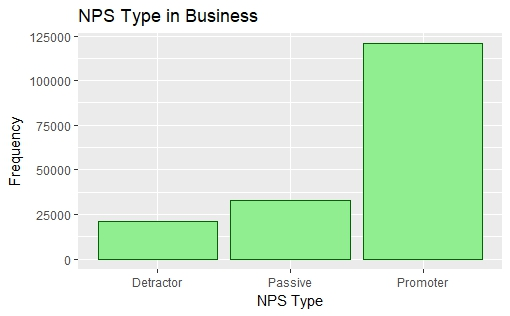 NPS Type in Business
125000
100000
75000
50000
25000
0
Frequency
Detractor Passive Promoter
NPS Type